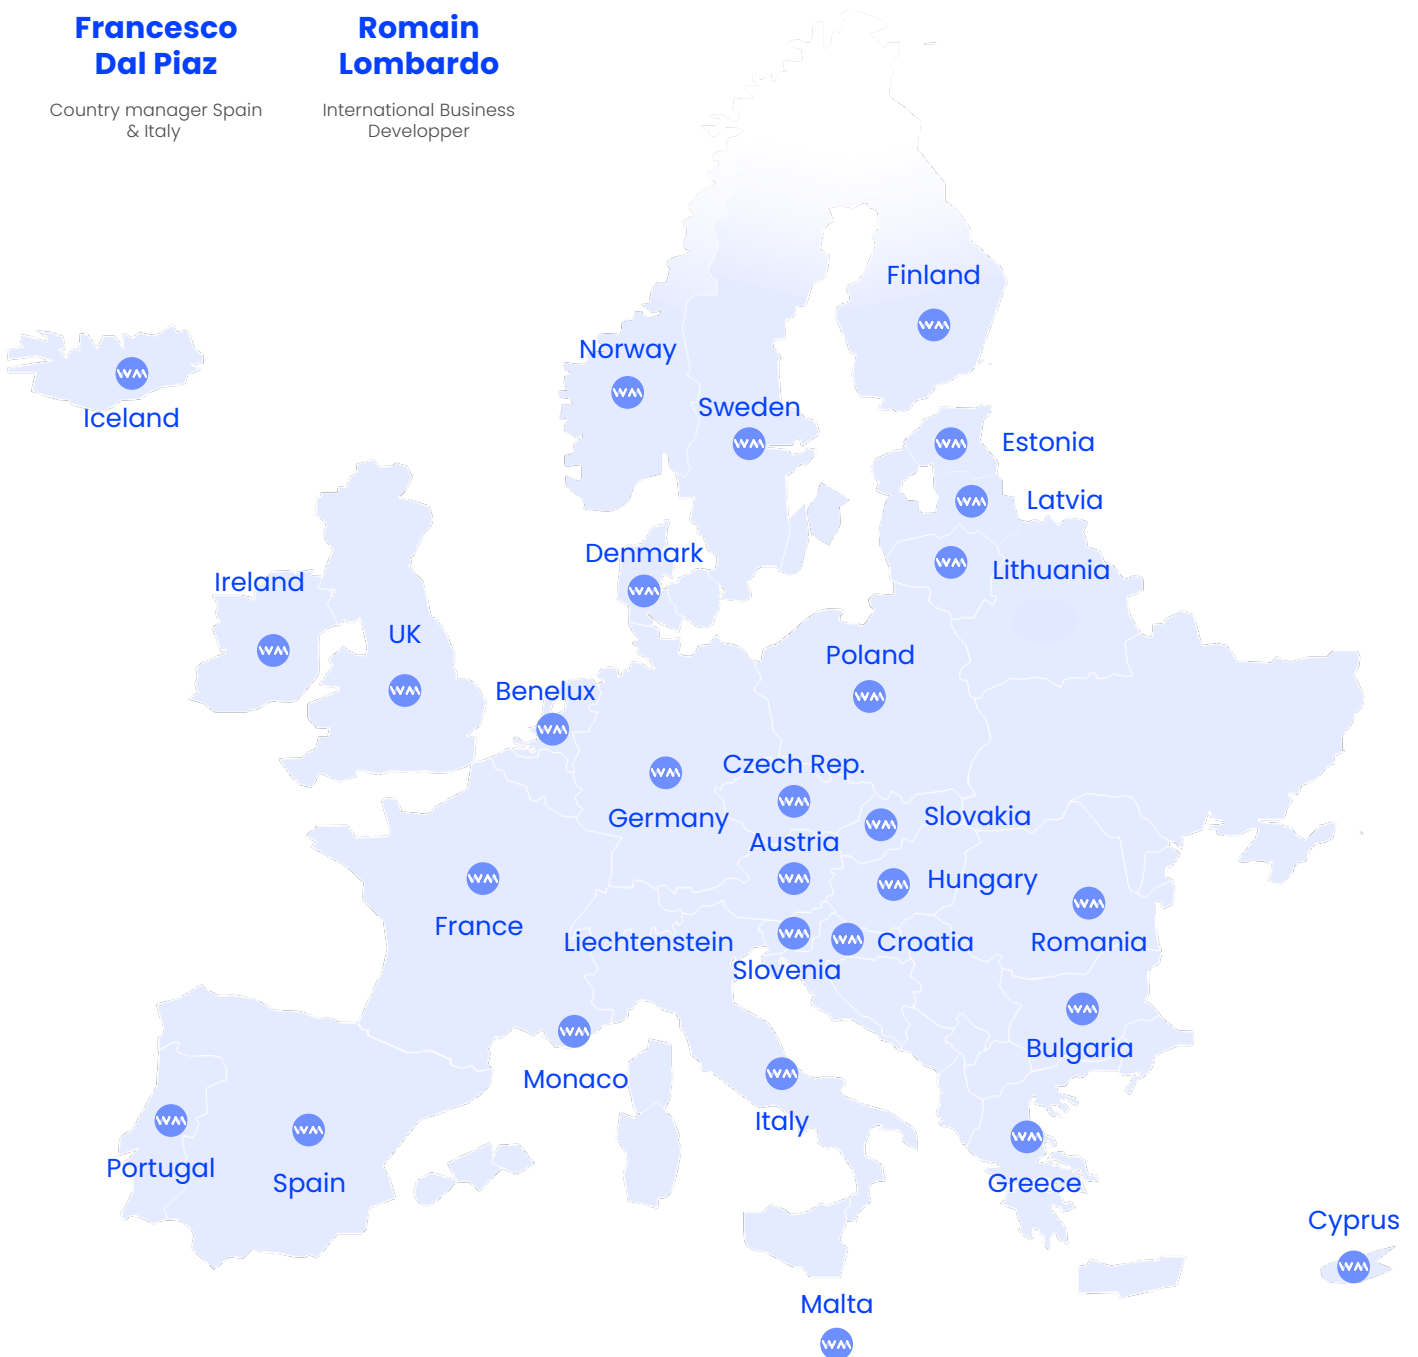 Francesco
Dal Piaz
Country manager Spain
& Italy
Romain
Lombardo
International Business
Developper
Finland
Norway
Sweden
Iceland
Estonia
Latvia
Denmark
Lithuania
Ireland
UK
Poland
Benelux
Czech Rep.
Germany
Slovakia
Austria
Hungary
France
Liechtenstein
Croatia
Romania
Slovenia
Bulgaria
Monaco
Italy
Portugal
Spain
Greece
Cyprus
Malta